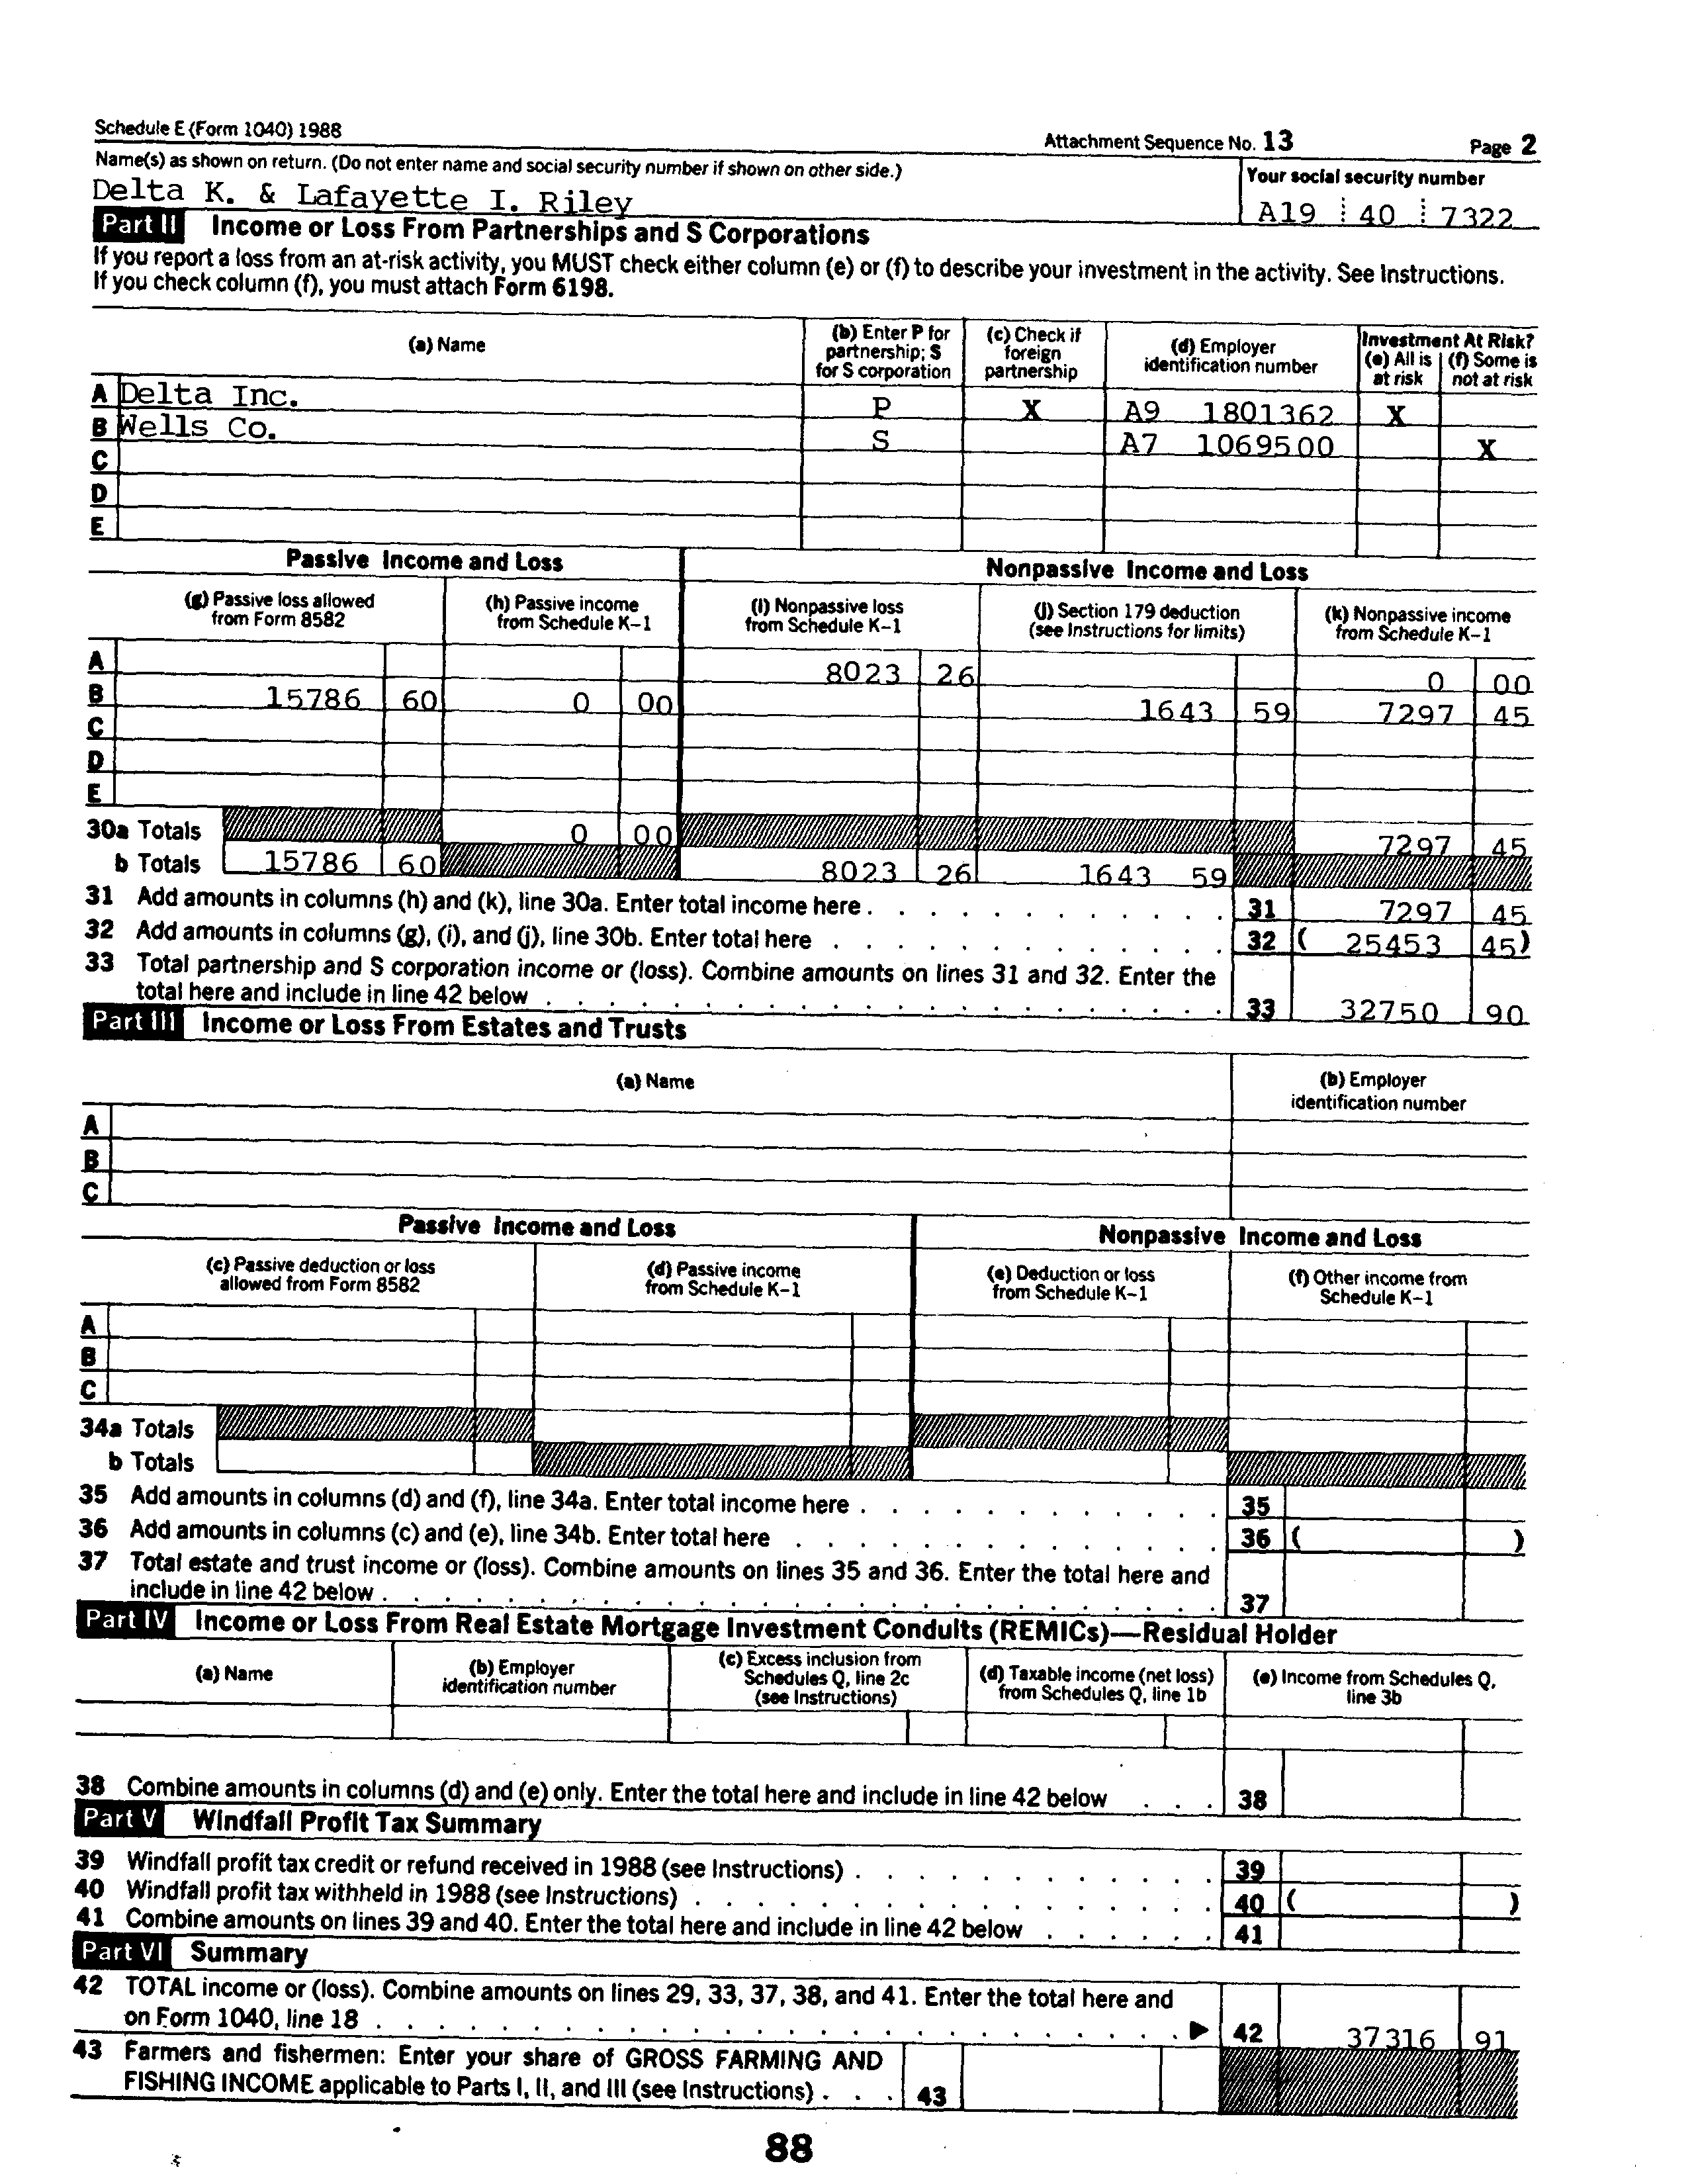 Schedule E (Form 1040) 1988
Attachment Sequence No. 13
Page 2
Name(s) as shown on return. (Do not enter name and social security number if shown on other side.)
Your social security number
Delta K. & Lafayette I. Riley
A19 40 7322
Part II Income or Loss From Partnerships and S Corporations
If you report a loss from an at-risk activity, you MUST check either column (e) or (f) to describe your investment in the activity. See Instructions.
If you check column (f), you must attach Form 6198.
(a) Name
(b) Enter P for partnership; S for S corporation
(c) Check if foreign partnership
(d) Employer identification number
Investment At Risk?
(e) All is at risk
(f) Some is not at risk
A Delta Inc. P X A9 1801362 X
B Wells Co. S A7 1069500 X
C
D
E
Passive Income and Loss
Nonpassive Income and Loss
(g) Passive loss allowed from Form 8582
(h) Passive income from Schedule K-1
(i) Nonpassive loss from Schedule K-1
(j) Section 179 deduction (see Instructions for limits)
(k) Nonpassive income from Schedule K-1
A 8023 26 0 00
B 15786 60 0 00 1643 59 7297 45
C
D
E
30a Totals 0 00 7297 45
b Totals 15786 60 8023 26 1643 59
31 Add amounts in columns (h) and (k), line 30a. Enter total income here . 31 7297 45
32 Add amounts in columns (g), (i), and (j), line 30b. Enter total here . 32 ( 25453 45)
33 Total partnership and S corporation income or (loss). Combine amounts on lines 31 and 32. Enter the
total here and include in line 42 below . 33 32750 90
Part III Income or Loss From Estates and Trusts
(a) Name
(b) Employer identification number
A
B
C
Passive Income and Loss
Nonpassive Income and Loss
(c) Passive deduction or loss allowed from Form 8582
(d) Passive income from Schedule K-1
(e) Deduction or loss from Schedule K-1
(f) Other income from Schedule K-1
A
B
C
34a Totals
b Totals
35 Add amounts in columns (d) and (f), line 34a. Enter total income here . 35
36 Add amounts in columns (c) and (e), line 34b. Enter total here . 36 ( )
37 Total estate and trust income or (loss). Combine amounts on lines 35 and 36. Enter the total here and
include in line 42 below . 37
Part IV Income or Loss From Real Estate Mortgage Investment Conduits (REMICs)—Residual Holder
(a) Name
(b) Employer identification number
(c) Excess inclusion from Schedules Q, line 2c (see Instructions)
(d) Taxable income (net loss) from Schedules Q, line 1b
(e) Income from Schedules Q, line 3b
38 Combine amounts in columns (d) and (e) only. Enter the total here and include in line 42 below . . . 38
Part V Windfall Profit Tax Summary
39 Windfall profit tax credit or refund received in 1988 (see Instructions) . 39
40 Windfall profit tax withheld in 1988 (see Instructions) . 40 ( )
41 Combine amounts on lines 39 and 40. Enter the total here and include in line 42 below . 41
Part VI Summary
42 TOTAL income or (loss). Combine amounts on lines 29, 33, 37, 38, and 41. Enter the total here and
on Form 1040, line 18 . ▶ 42 37316 91
43 Farmers and fishermen: Enter your share of GROSS FARMING AND
FISHING INCOME applicable to Parts I, II, and III (see Instructions) . . . 43
88